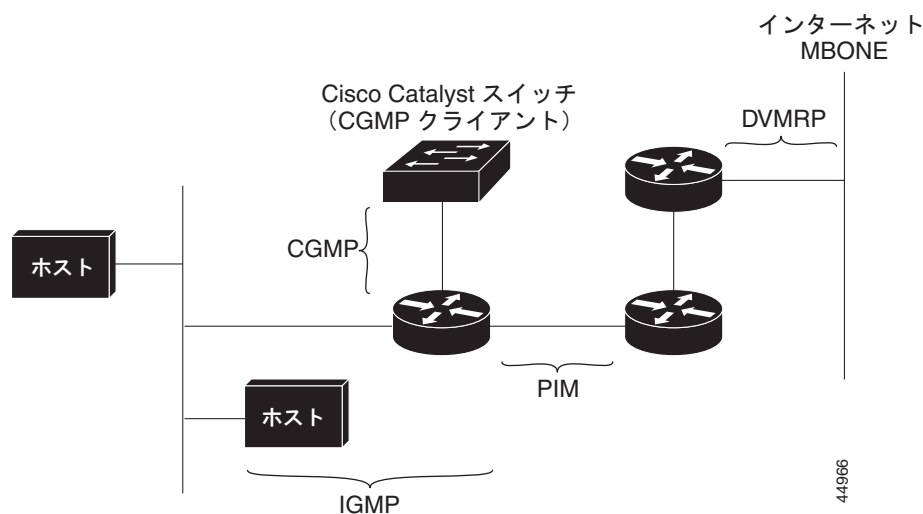 インターネット
MBONE
Cisco Catalyst スイッチ
（CGMP クライアント）
DVMRP
CGMP
ホスト
PIM
ホスト
IGMP
44966